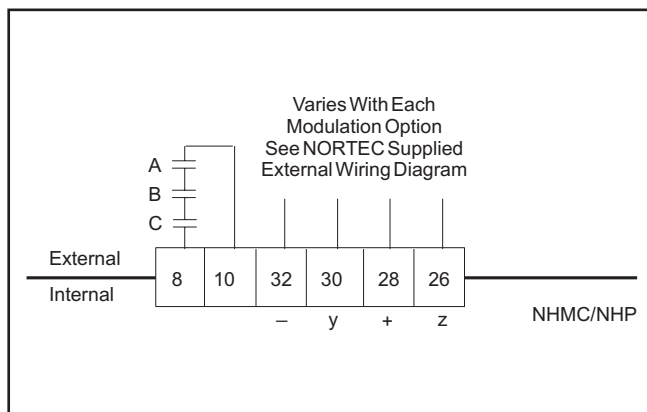 Varies With Each
Modulation Option
See NORTEC Supplied
External Wiring Diagram
A
B
C
External
Internal
8 10 32 30 28 26
– y + z
NHMC/NHP